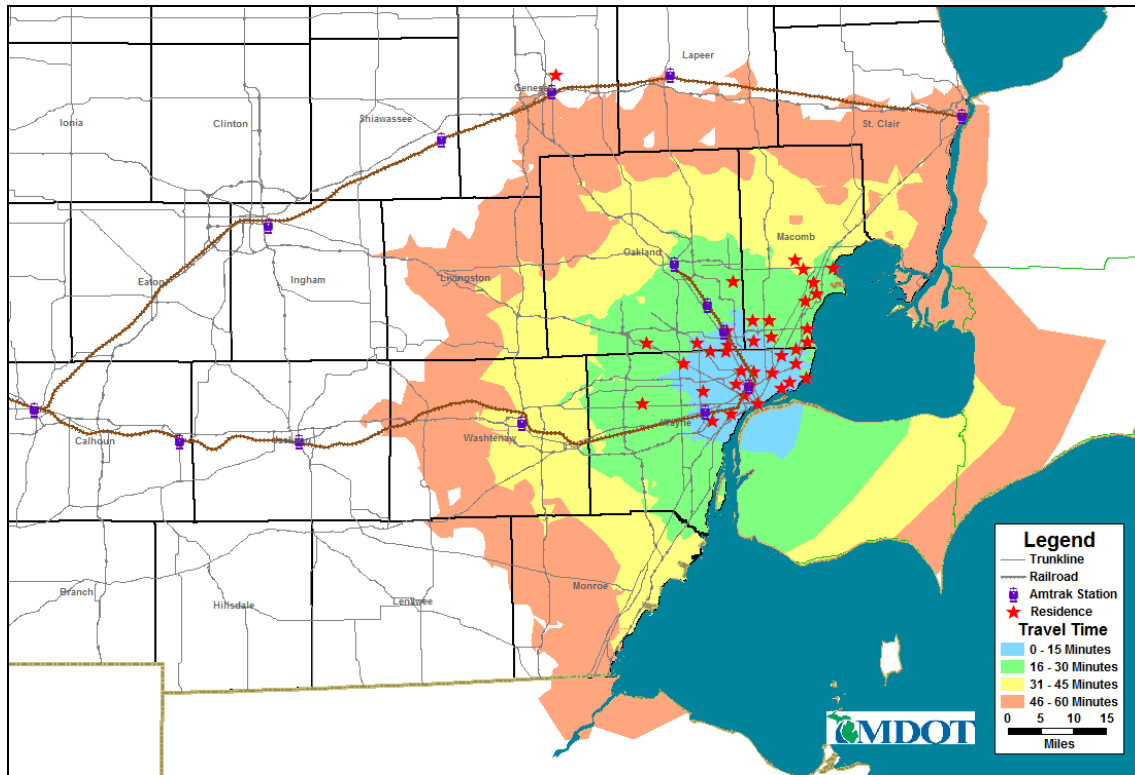 Lapeer
Genesee
Ionia
Clinton
Shiawassee
St. Clair
Macomb
Oakland
Livingston
Eaton
Ingham
Calhoun
Washtenaw
Wayne
Branch
Hillsdale
Lenawee
Monroe
Legend
Trunkline
Railroad
Amtrak Station
Residence
Travel Time
0 - 15 Minutes
16 - 30 Minutes
31 - 45 Minutes
46 - 60 Minutes
0 5 10 15
Miles
MDOT